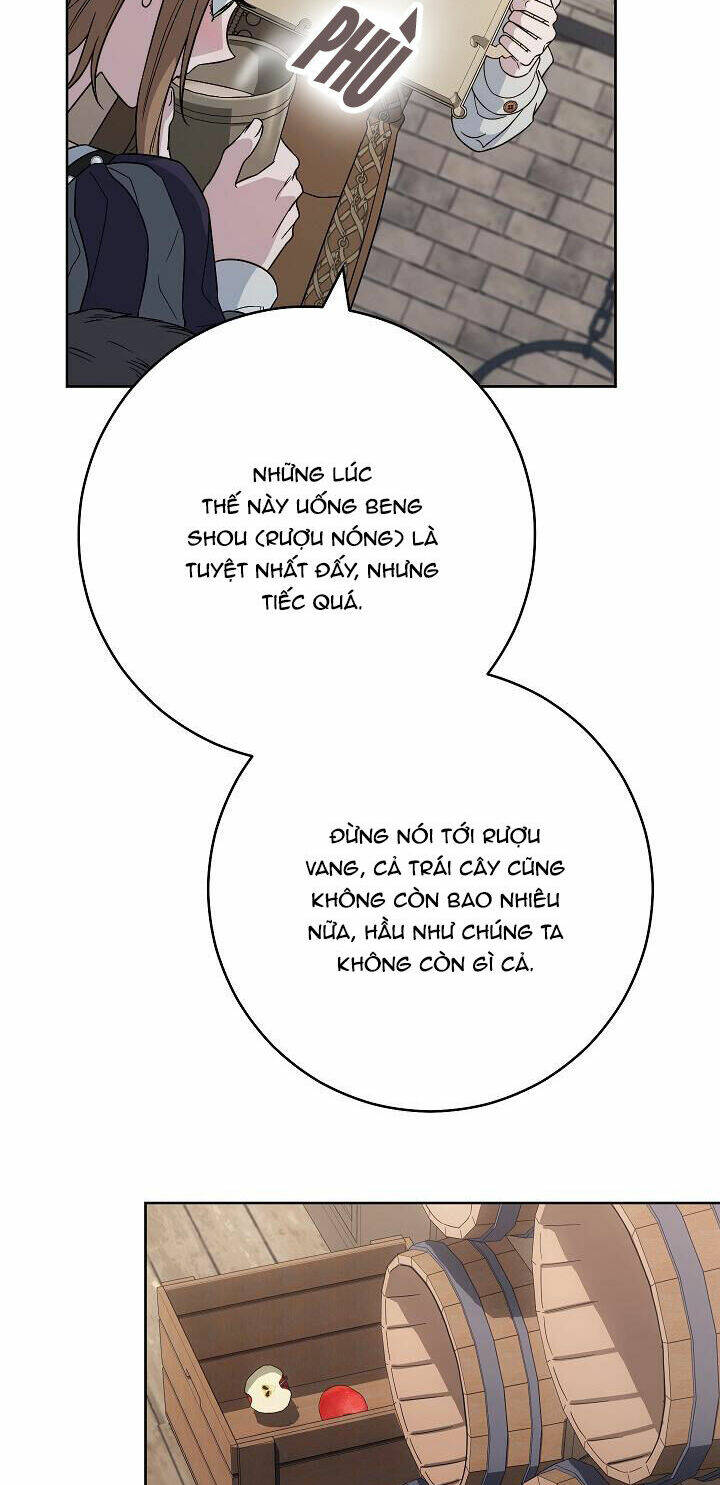 PHÙ
NHỮNG LÚC
THẾ NÀY UỐNG BENG
SHOU (RƯỢU NÓNG) LÀ
TUYỆT NHẤT ĐẤY, NHƯNG
TIẾC QUÁ.
ĐỪNG NÓI TỚI RƯỢU
VANG, CẢ TRÁI CÂY CŨNG
KHÔNG CÒN BAO NHIÊU
NỮA, HẦU NHƯ CHÚNG TA
KHÔNG CÒN GÌ CẢ.